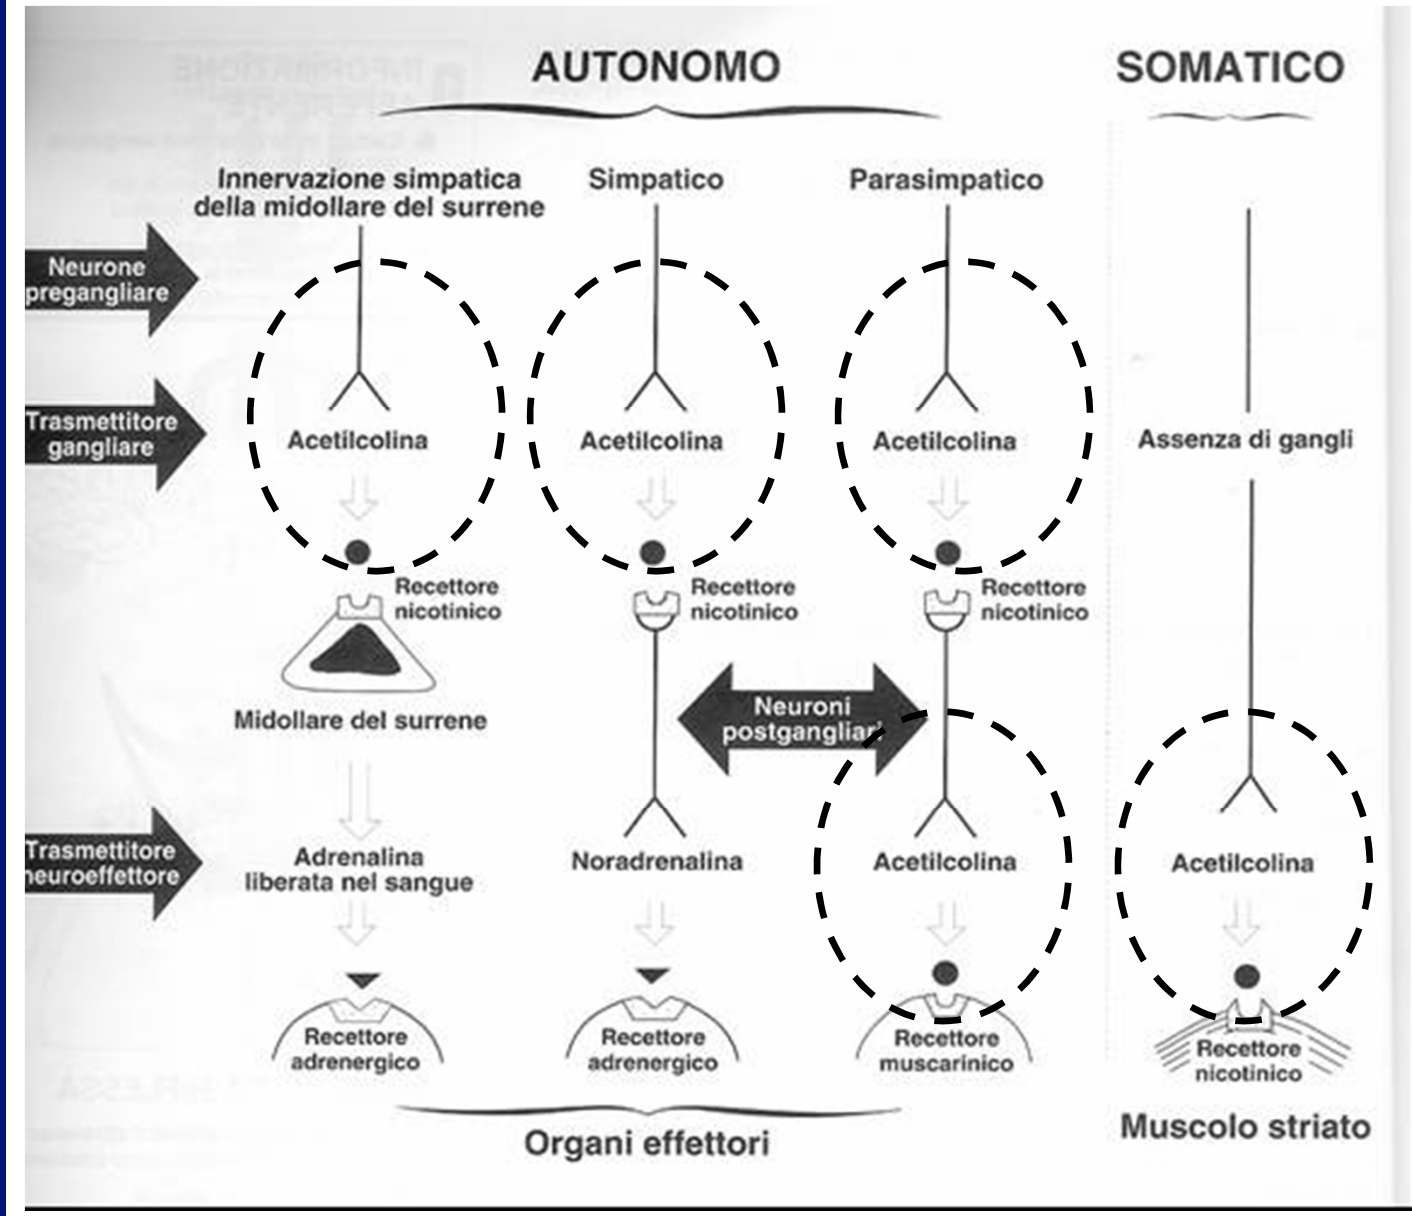 AUTONOMO
SOMATICO
Innervazione simpatica
della midollare del surrene
Simpatico
Parasimpatico
Neurone
pregangliare
Trasmettitore
gangliare
Acetilcolina
Acetilcolina
Acetilcolina
Assenza di gangli
Recettore
nicotinico
Recettore
nicotinico
Recettore
nicotinico
Midollare del surrene
Neuroni
postgangliari
Trasmettitore
neuroeffettore
Adrenalina
liberata nel sangue
Noradrenalina
Acetilcolina
Acetilcolina
Recettore
adrenergico
Recettore
adrenergico
Recettore
muscarinico
Recettore
nicotinico
Organi effettori
Muscolo striato